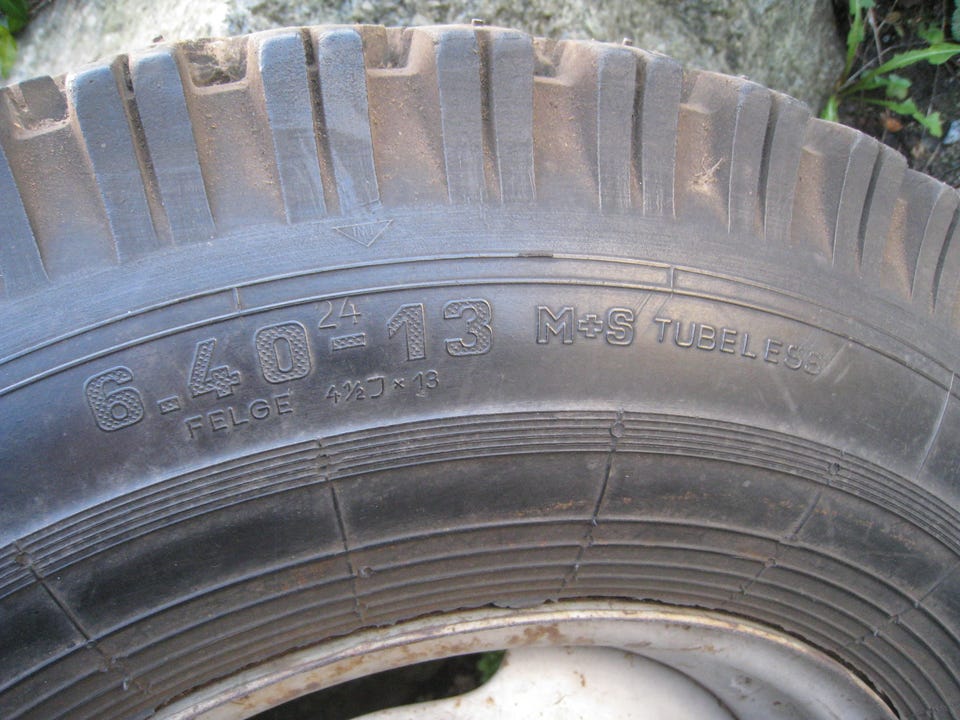 24
6.40-13 M+S TUBELESS
FELGE 4½J × 13